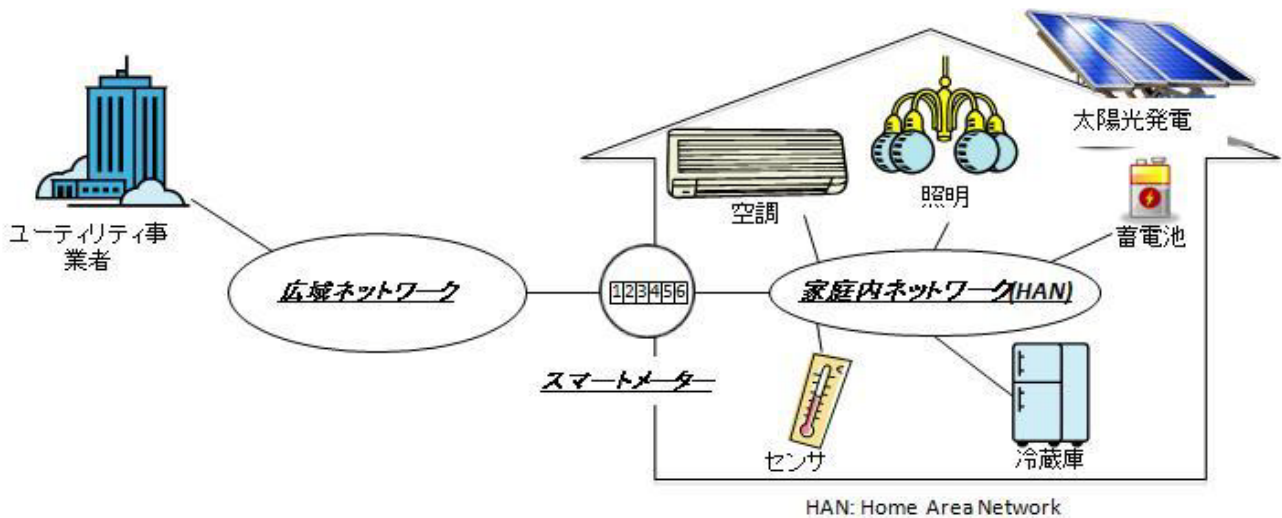 太陽光発電
空調
照明
蓄電池
ユーティリティ事
業者
広域ネットワーク
123456
家庭内ネットワーク(HAN)
スマートメーター
センサ
冷蔵庫
HAN: Home Area Network